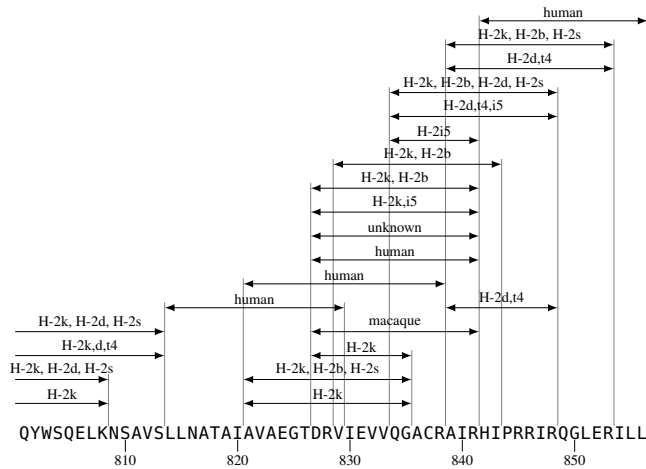 human
H-2k, H-2b, H-2s
H-2d,t4
H-2k, H-2b, H-2d, H-2s
H-2d,t4,i5
H-2i5
H-2k, H-2b
H-2k, H-2b
H-2k,i5
unknown
human
human
human H-2d,t4
H-2k, H-2d, H-2s macaque
H-2k,d,t4 H-2k
H-2k, H-2d, H-2s H-2k, H-2b, H-2s
H-2k H-2k
QYWSQELKNSAVSLLNATAIAVAEGTDRVIEVVQGACRAIRHIPRRIRQGLERILL
810 820 830 840 850